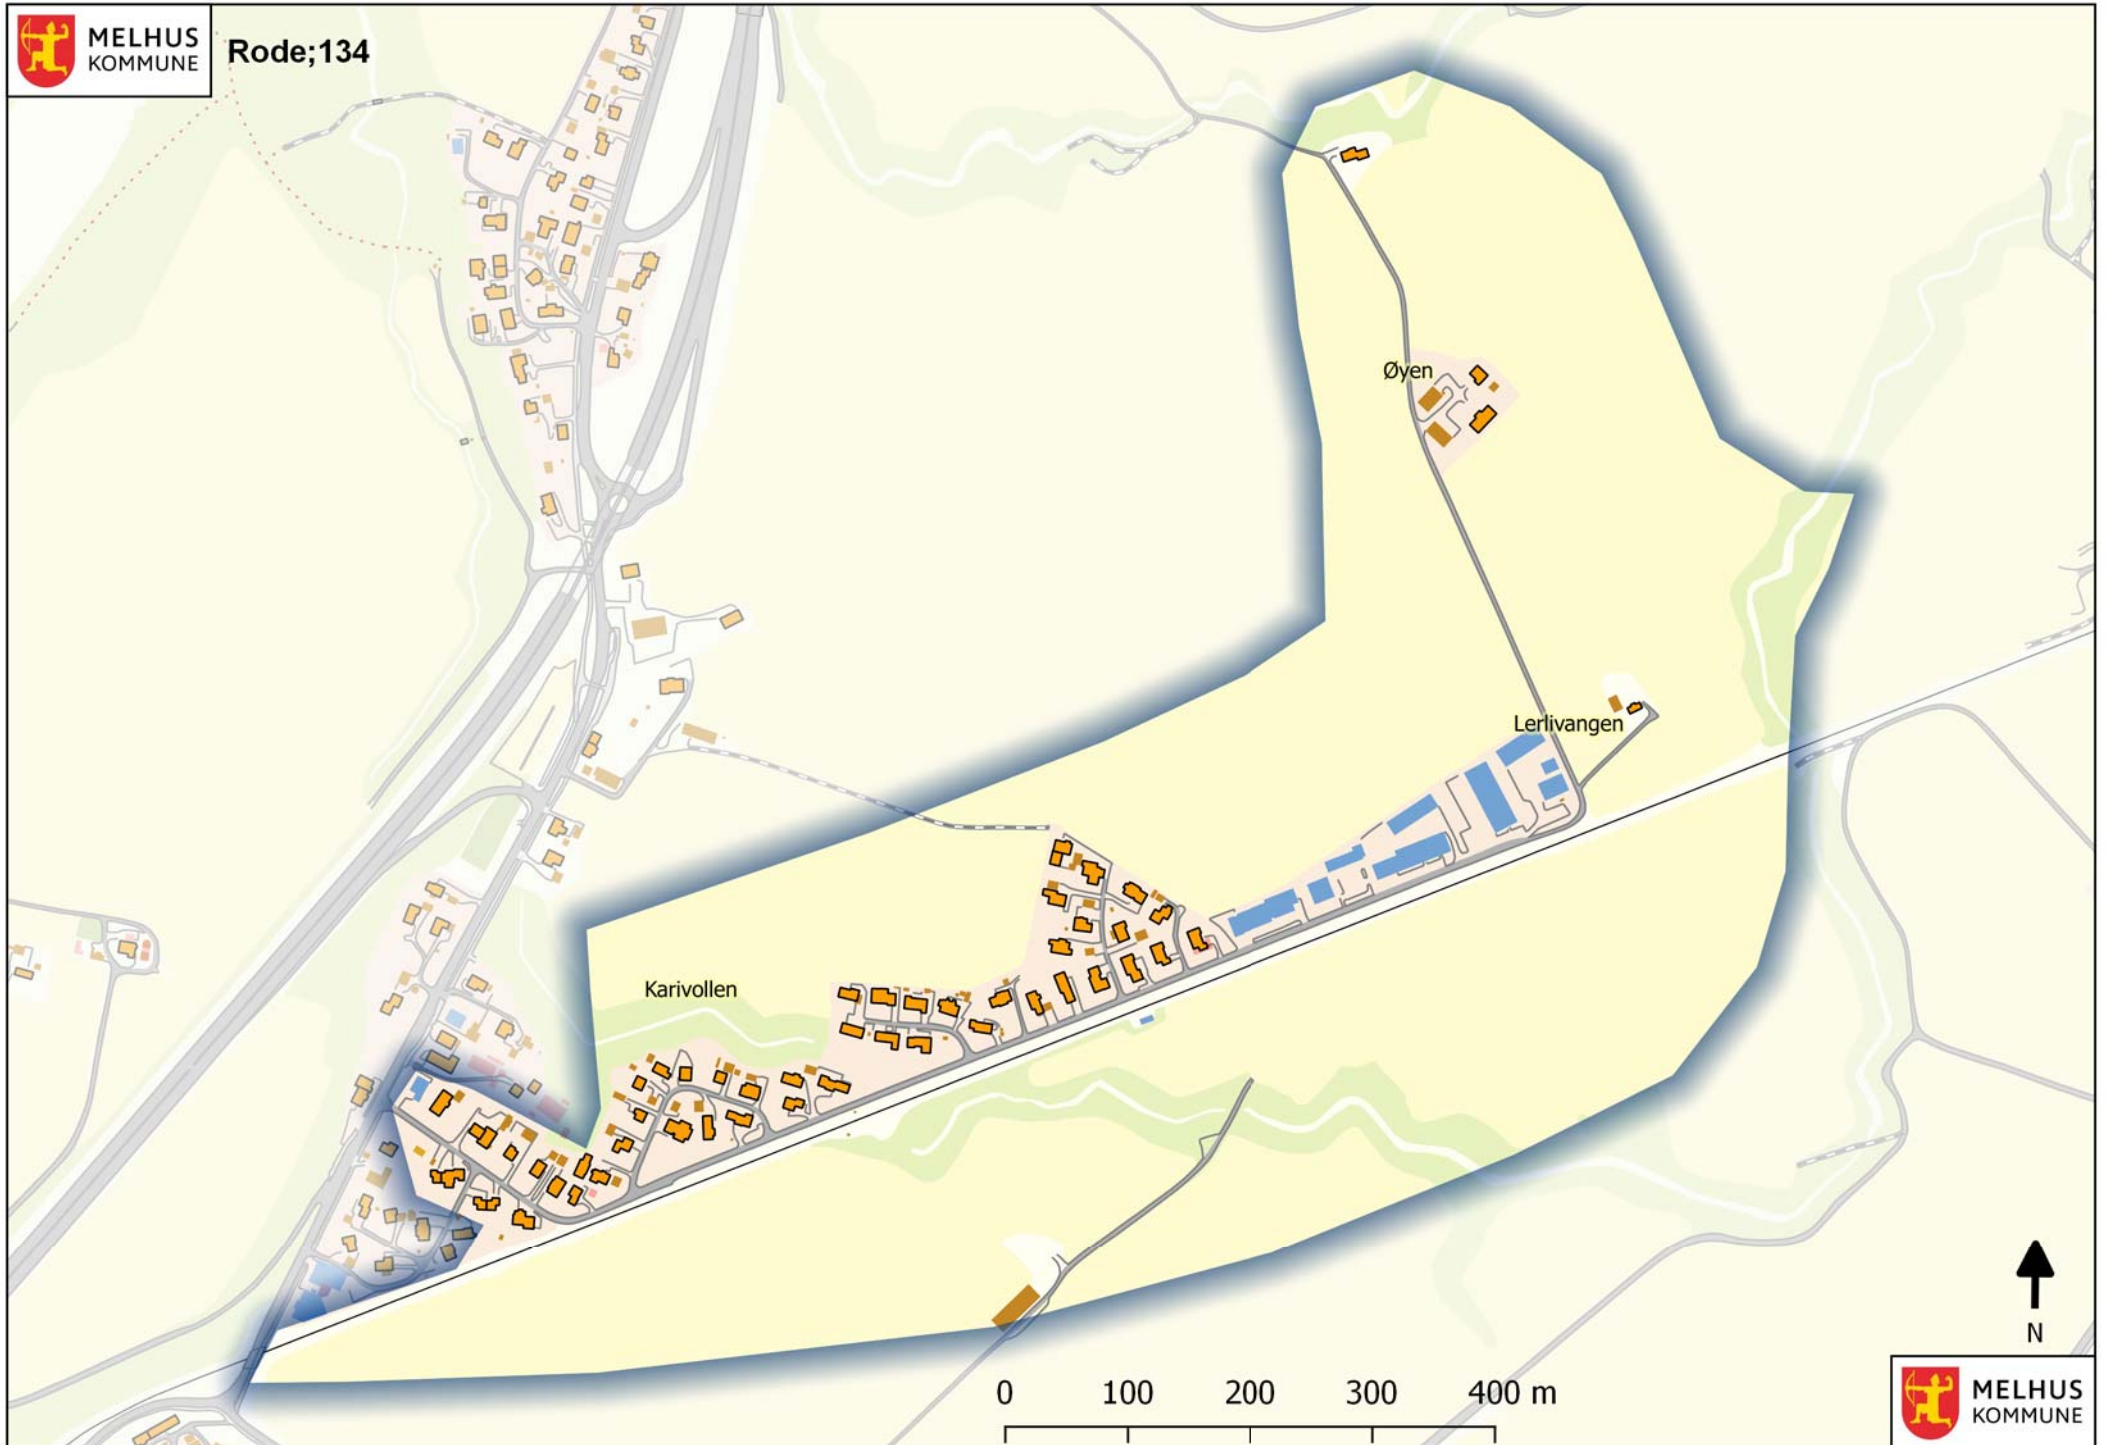 MELHUS
KOMMUNE
Rode;134
Øyen
Lerlivangen
Karivollen
0 100 200 300 400 m
N
MELHUS
KOMMUNE